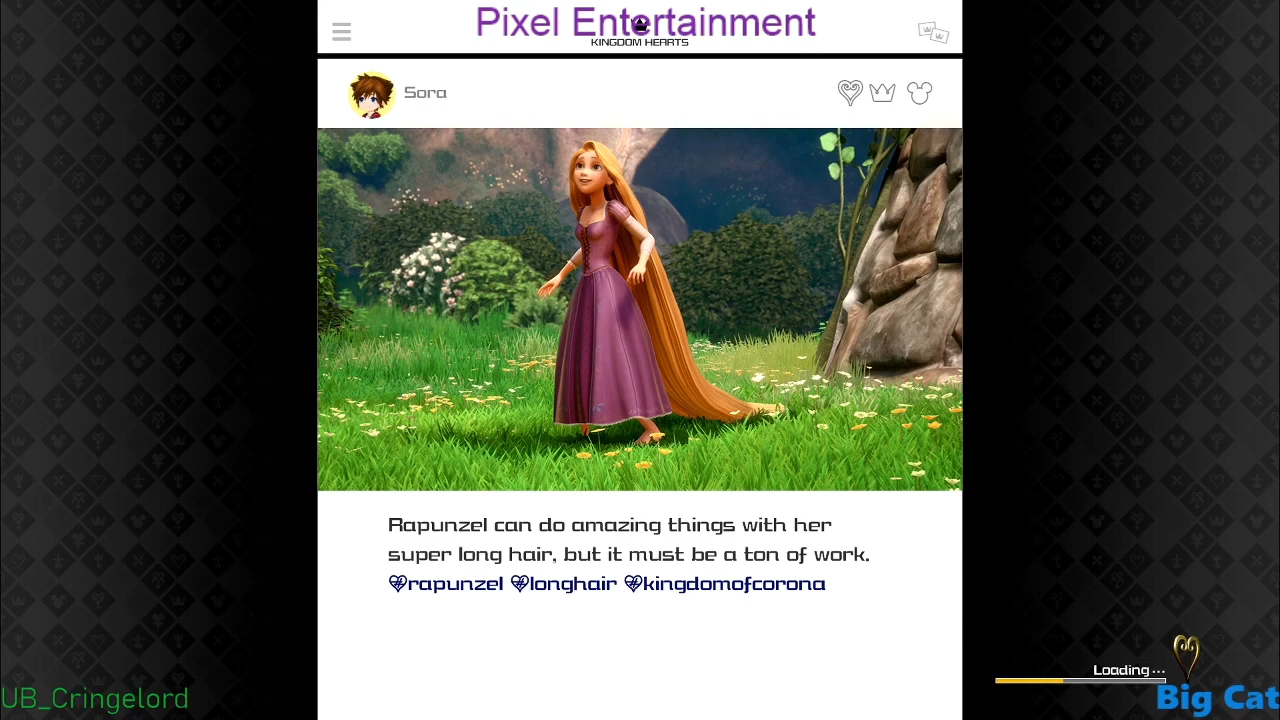 Pixel Entertainment
KINGDOM HEARTS
Sora
Rapunzel can do amazing things with her
super long hair, but it must be a ton of work.
#rapunzel #longhair #kingdomofcorona
Loading...
UB_Cringelord
Big Cat